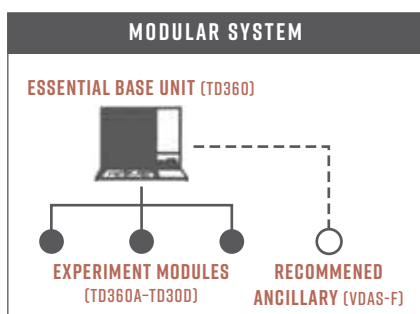 MODULAR SYSTEM
ESSENTIAL BASE UNIT (TD360)
EXPERIMENT MODULES
(TD360A–TD30D)
RECOMMENED
ANCILLARY (VDAS-F)